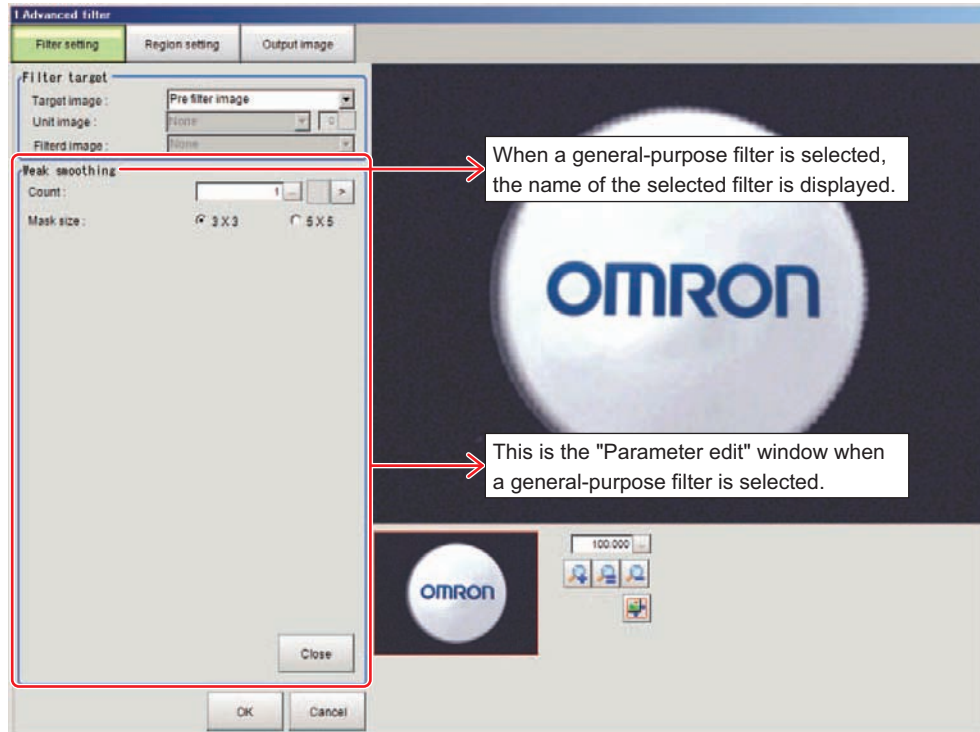 1.Advanced filter
Filter setting
Region setting
Output image
Filter target
Target image :
Pre filter image
Unit image :
None
0
Filterd image :
None
Weak smoothing
Count :
1
...
>
Mask size :
3 X 3
5 X 5
When a general-purpose filter is selected,
the name of the selected filter is displayed.
OMRON
This is the "Parameter edit" window when
a general-purpose filter is selected.
100.000
...
OMRON
Close
OK
Cancel